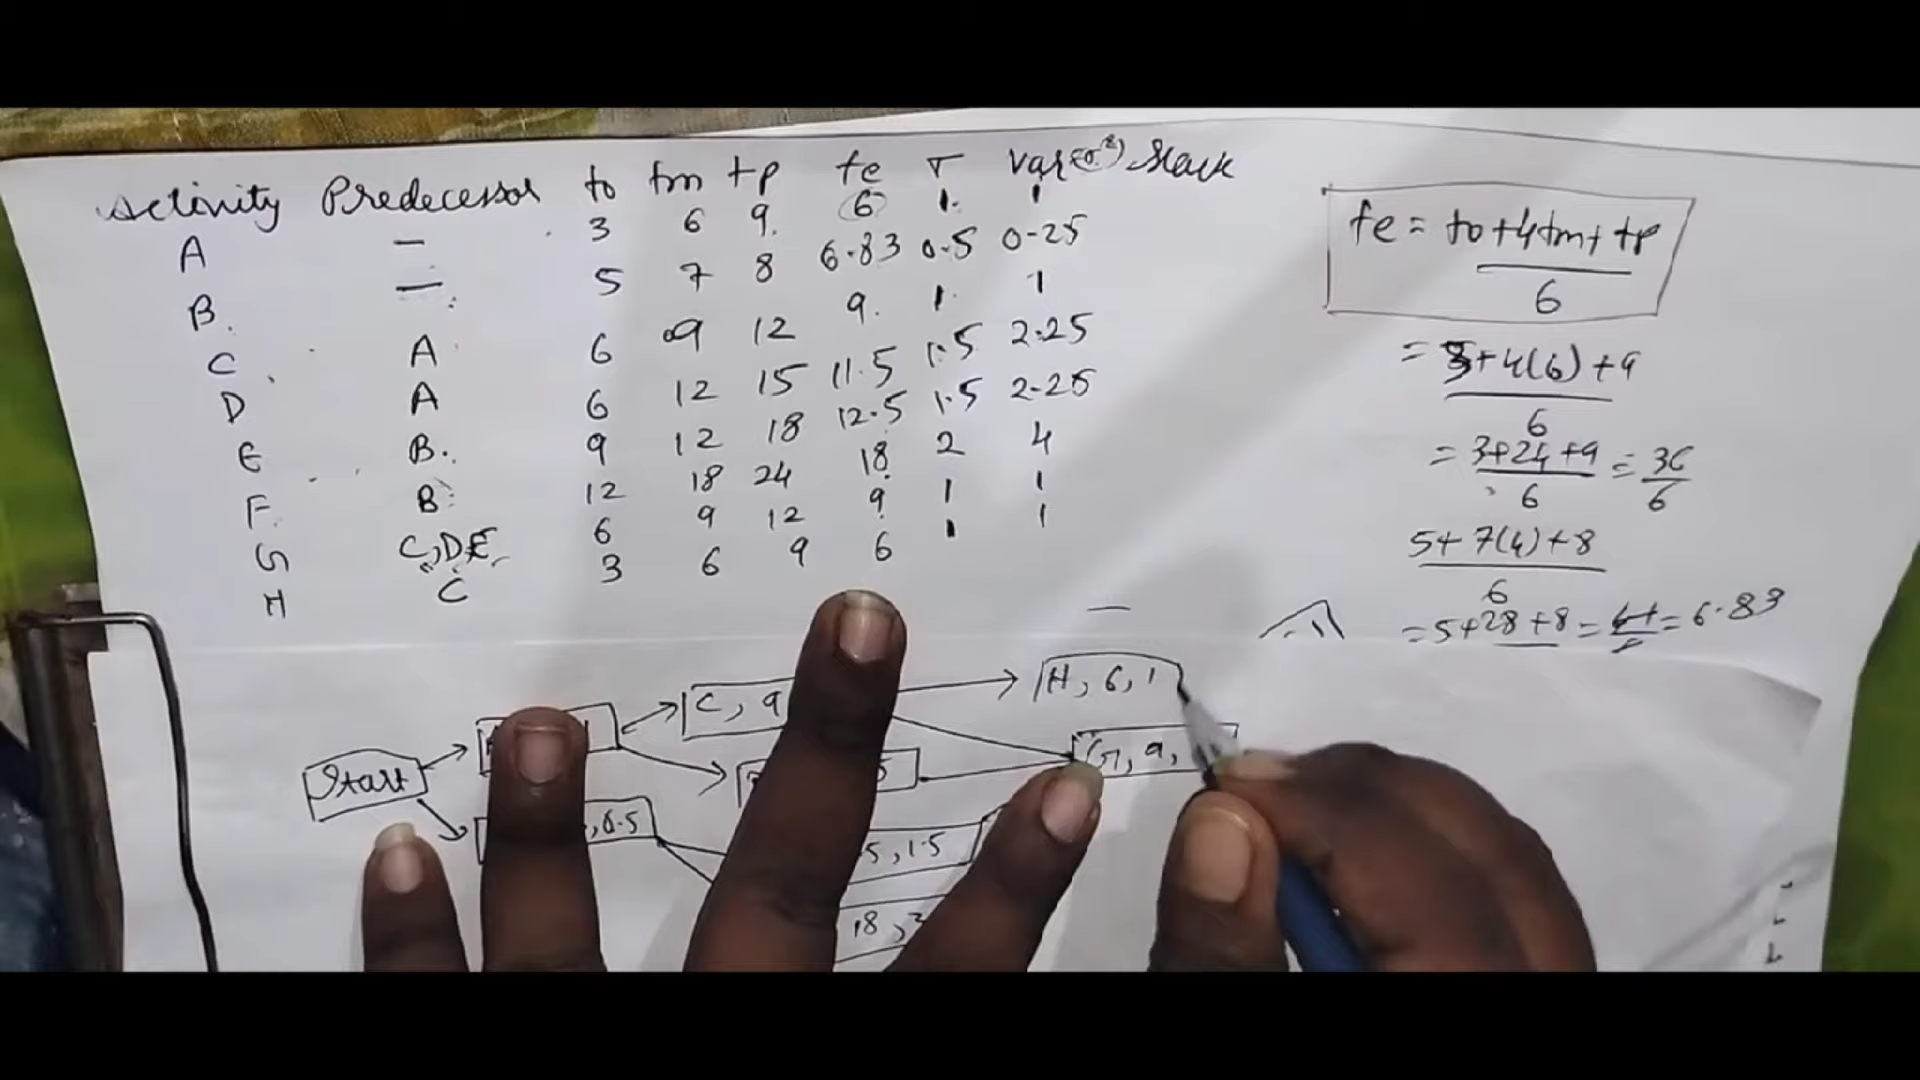 Activity Predecessor to tm tp te σ var(σ²) slack
A — 3 6 9. 6 1. 1
B. — 5 7 8 6.83 0.5 0.25
C A 6 9 12 9. 1. 1
D A 6 12 15 11.5 1.5 2.25
E B. 9 12 18 12.5 1.5 2.25
F. B 12 18 24 18 2 4
G C,D,E 6 9 12 9 1 1
H C 3 6 9 6 1 1
te = to+4tm+tp
6
= 3+4(6)+9
6
= 3+24+9 = 36
6 6
5+7(4)+8
6
= 5+28+8 = = 6.83
Start
C, 9
H, 6, 1
G, 9,
5
, 0.5
5, 1.5
18, 2